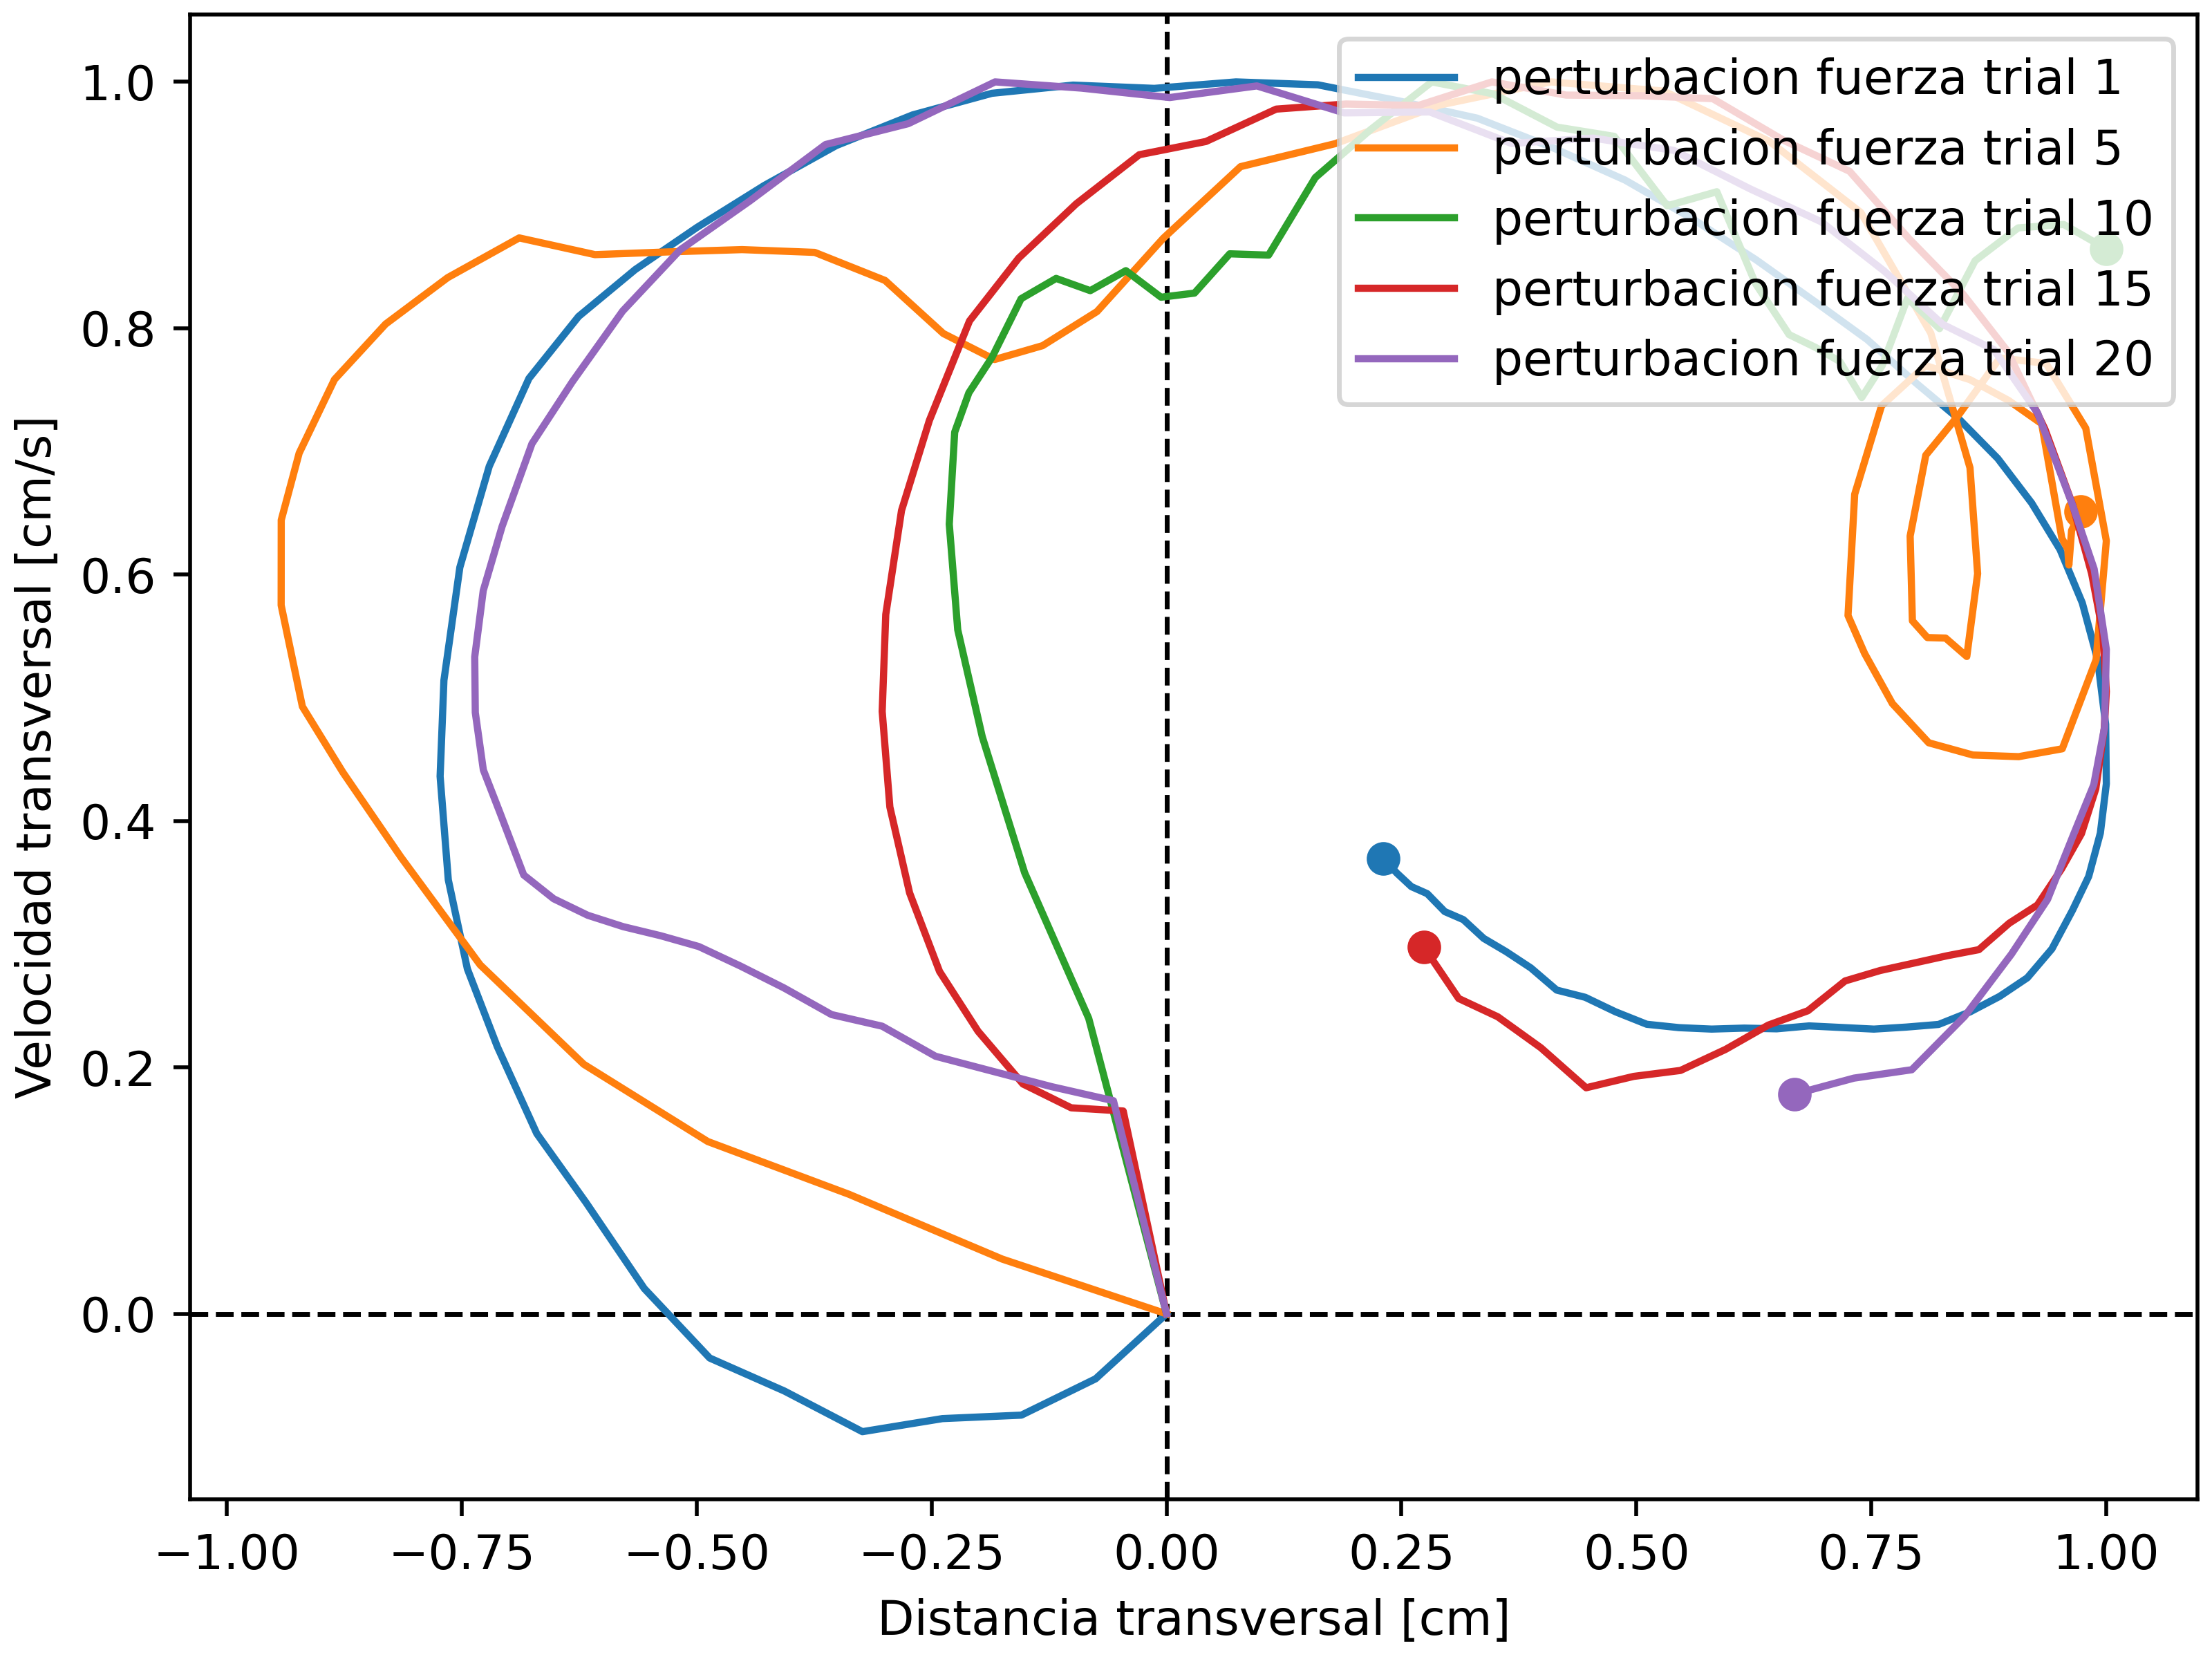 perturbacion fuerza trial 1
perturbacion fuerza trial 5
perturbacion fuerza trial 10
perturbacion fuerza trial 15
perturbacion fuerza trial 20
Velocidad transversal [cm/s]
1.0
0.8
0.6
0.4
0.2
0.0
−1.00 −0.75 −0.50 −0.25 0.00 0.25 0.50 0.75 1.00
Distancia transversal [cm]